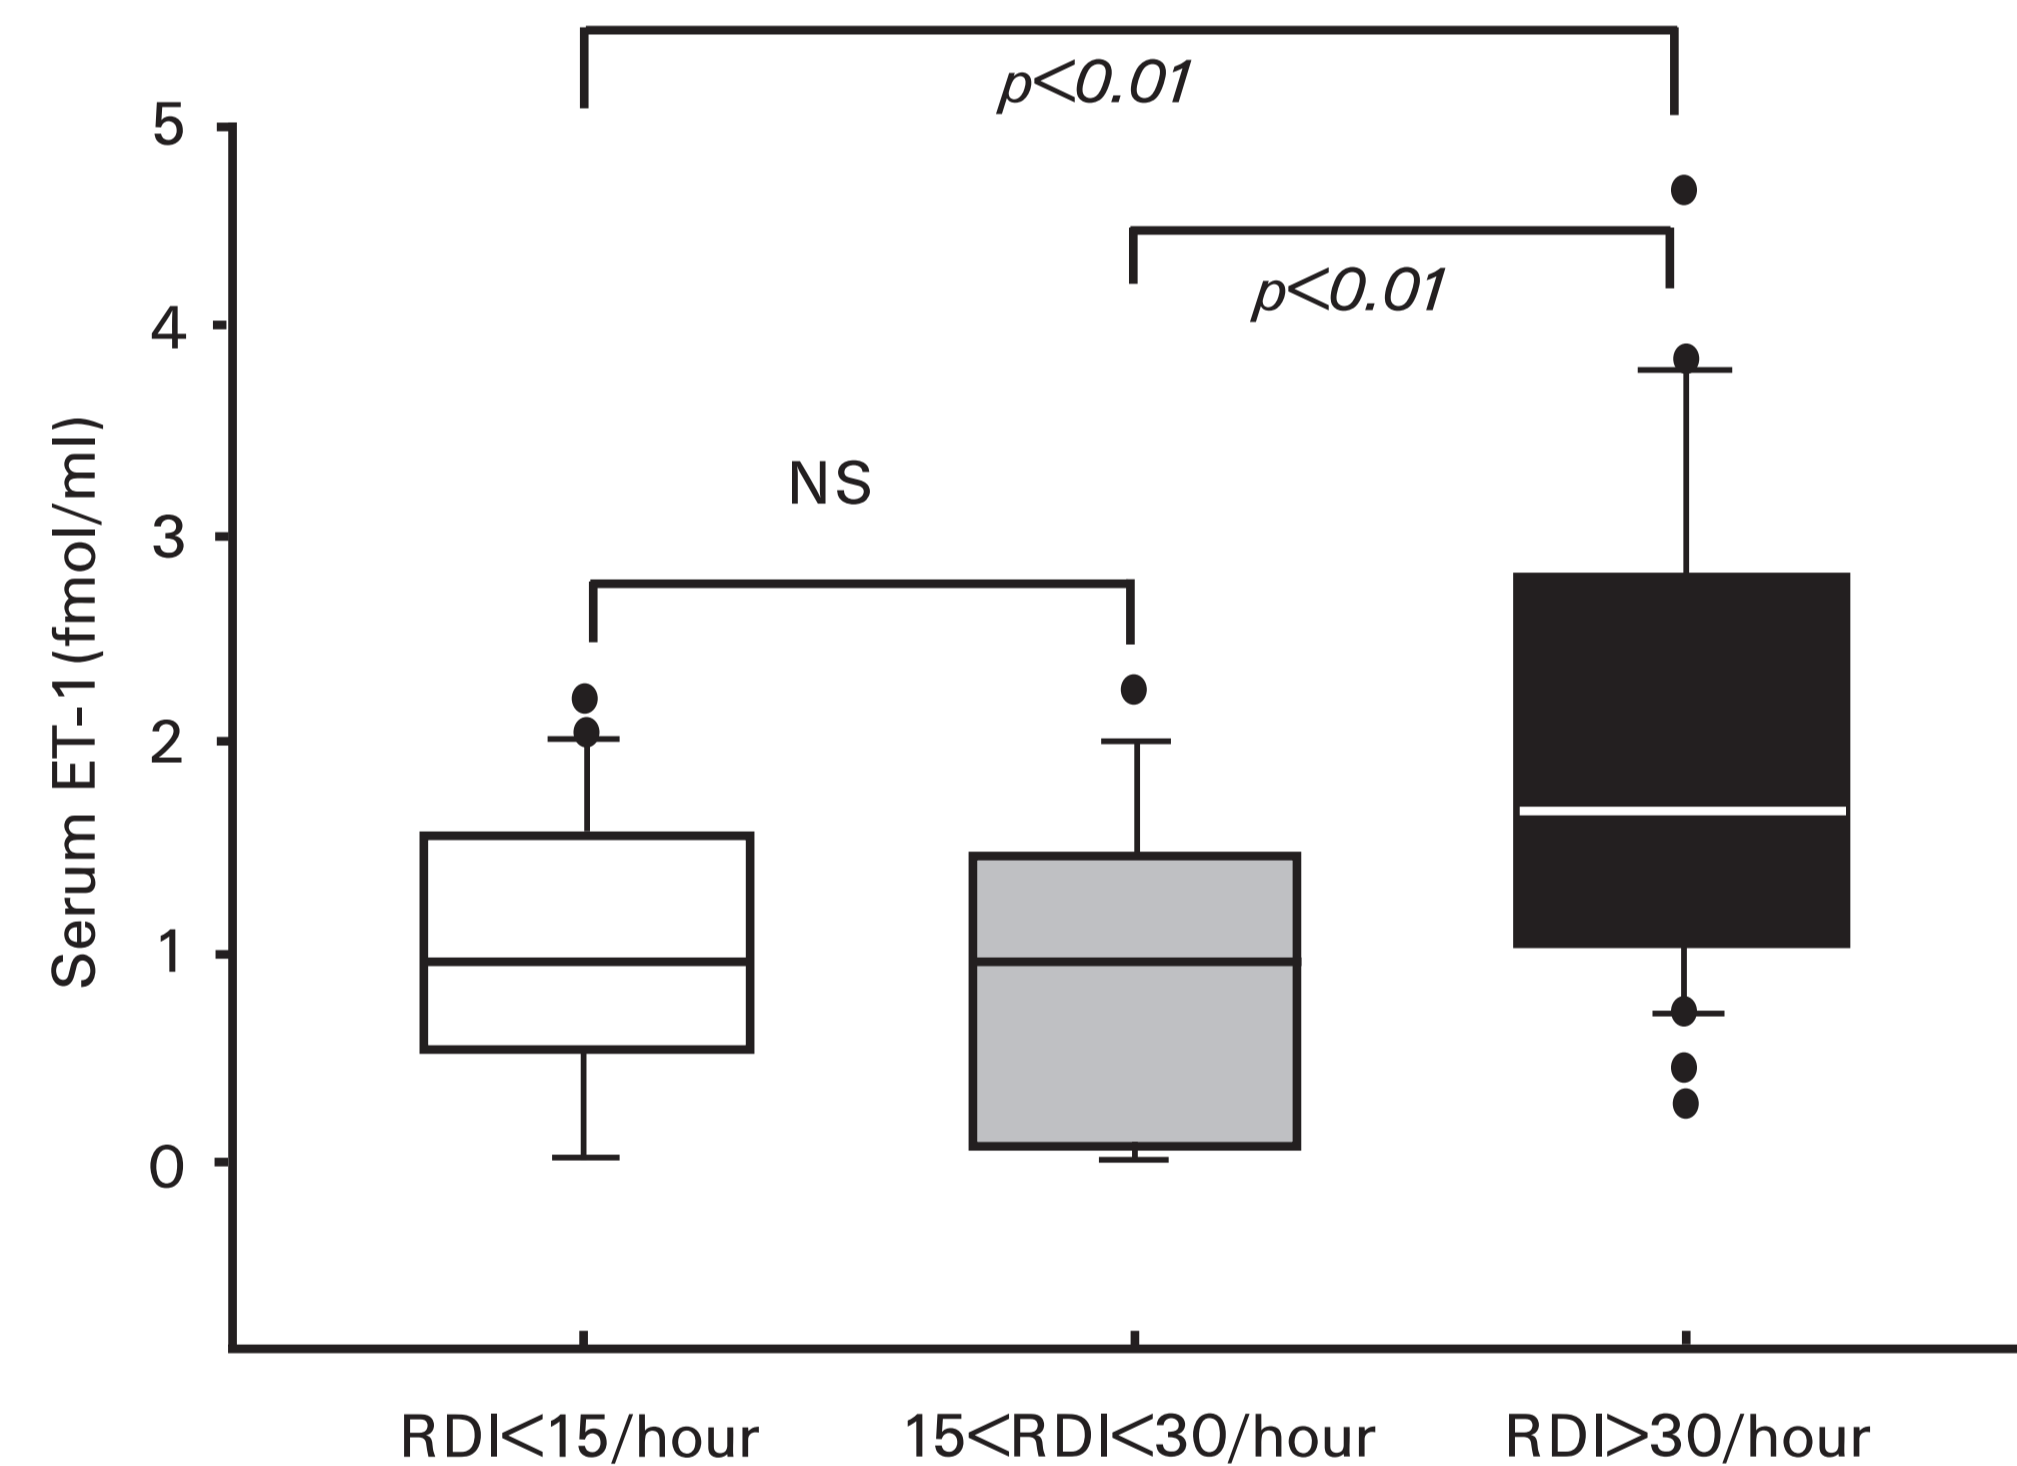 p<0.01
5
p<0.01
4
NS
3
2
1
0
Serum ET-1 (fmol/ml)
RDI<15/hour
15<RDI<30/hour
RDI>30/hour